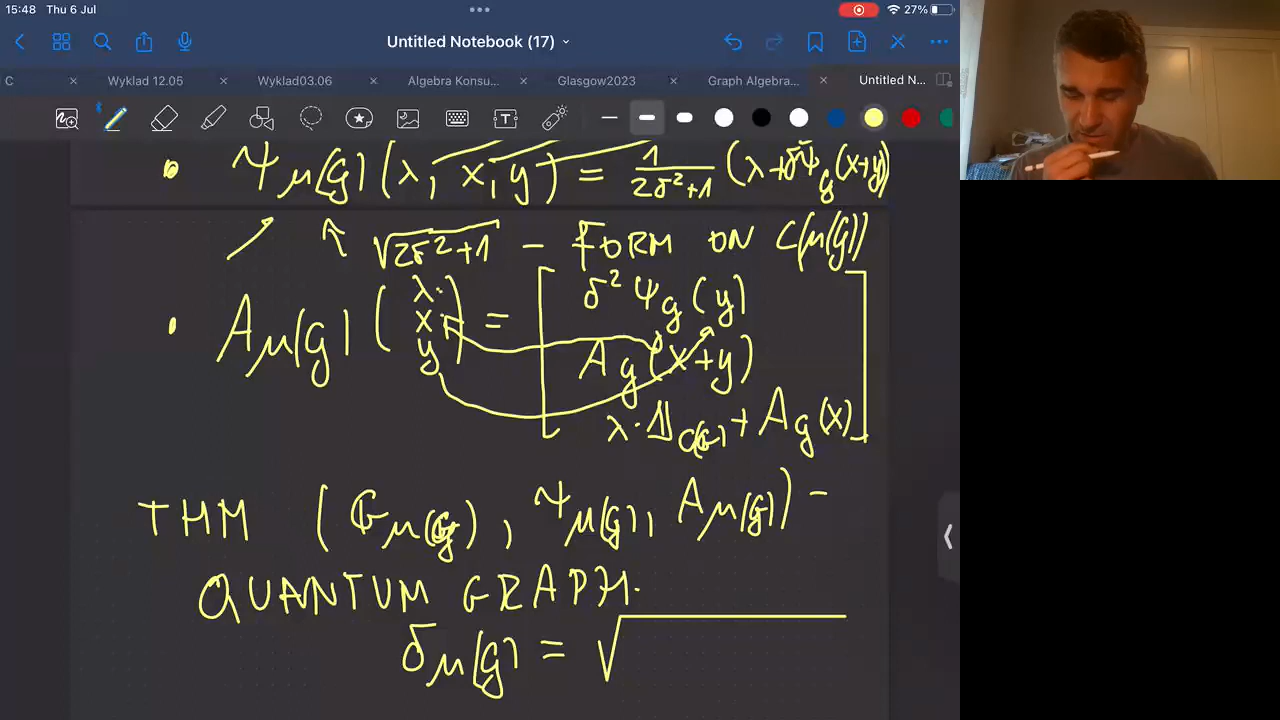 15:48 Thu 6 Jul
27%
Untitled Notebook (17)
C
Wyklad 12.05
Wyklad03.06
Algebra Konsu...
Glasgow2023
Graph Algebra...
Untitled N...
• Ψ_μ(G) (λ, x, y) = 1/(2δ²+1) (λ+δ²Ψ_G(x+y))
√(2δ²+1) - FORM ON C(μ(G))
• A_μ(G) (λ x y) = [ δ² Ψ_G(y)
A_G(x+y)
λ·𝟙_C(G) + A_G(x) ]
THM (𝔾_μ(G), Ψ_μ(G), A_μ(G)) -
QUANTUM GRAPH.
δ_μ(G) = √